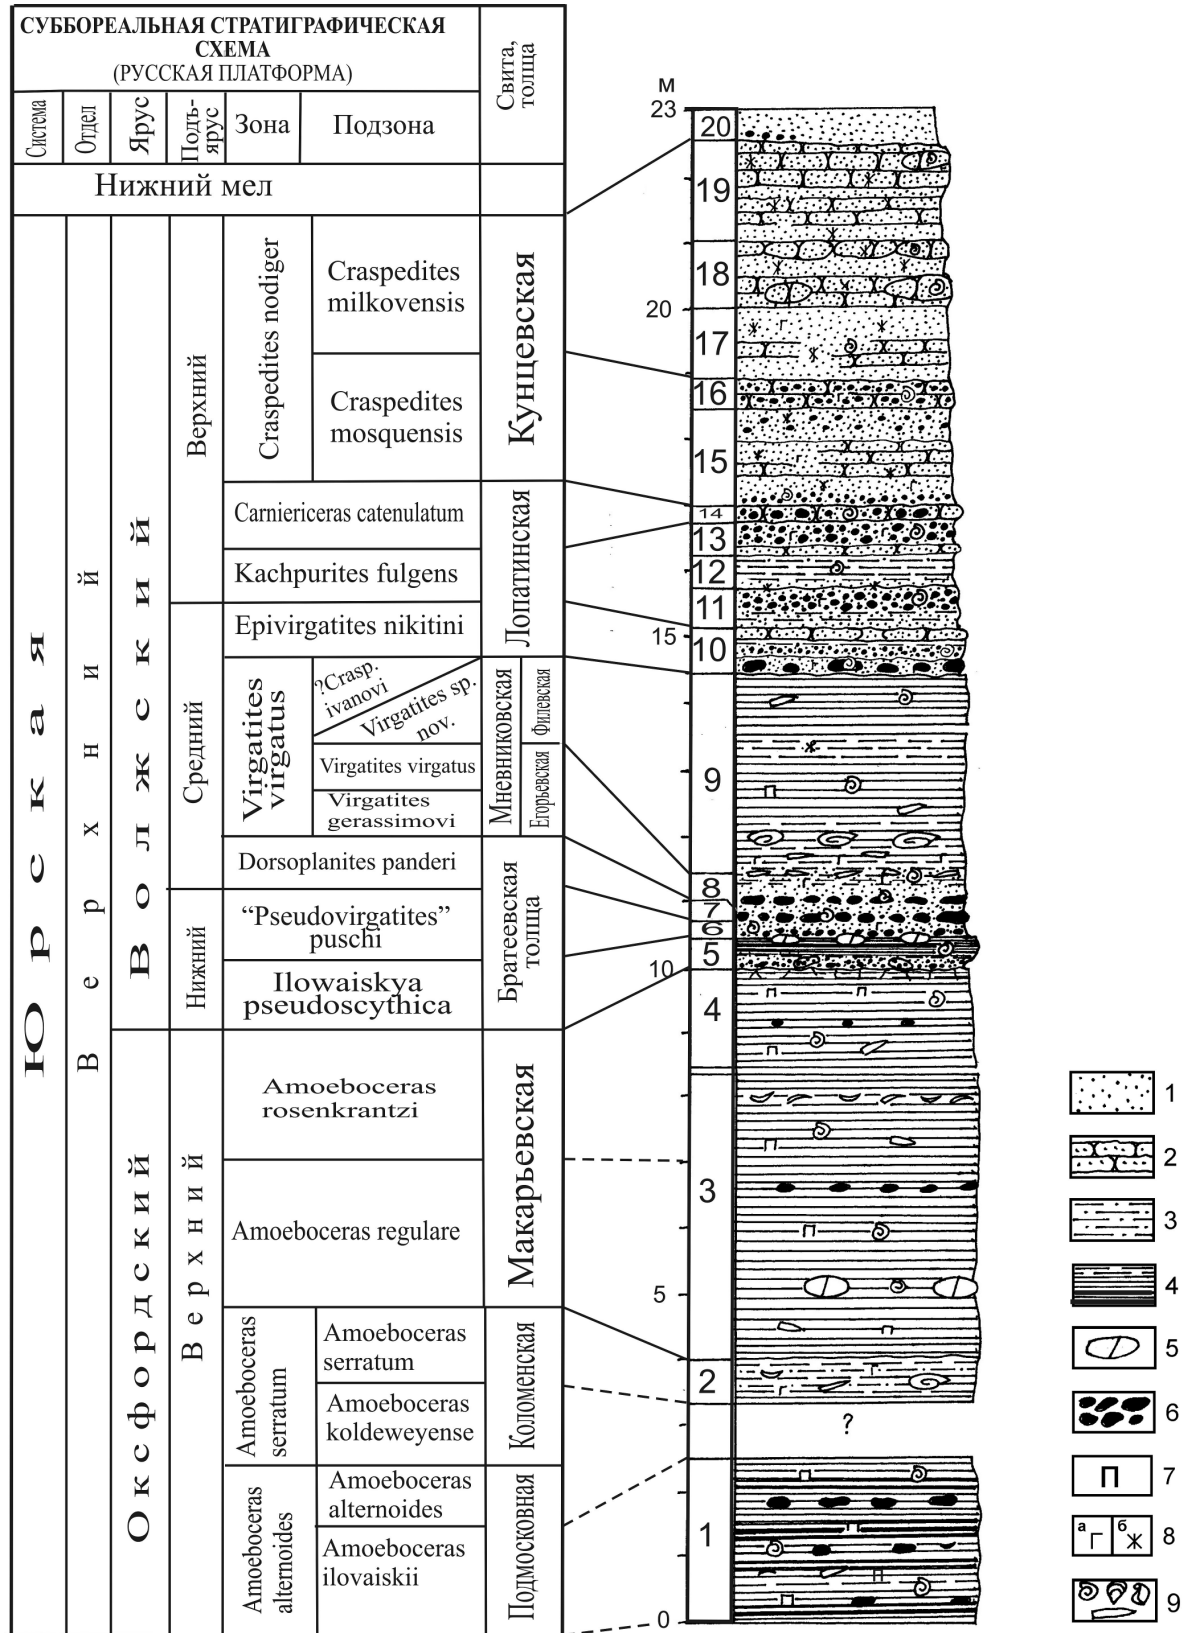 СУББОРЕАЛЬНАЯ СТРАТИГРАФИЧЕСКАЯ
СХЕМА
(РУССКАЯ ПЛАТФОРМА)
Свита,
толща
Система
Отдел
Ярус
Подъ-
ярус
Зона
Подзона
Нижний мел
Юрская
Верхний
Волжский
Верхний
Craspedites nodiger
Craspedites
milkovensis
Craspedites
mosquensis
Кунцевская
Carniericeras catenulatum
Kachpurites fulgens
Лопатинская
Средний
Epivirgatites nikitini
Virgatites
virgatus
?Crasp.
ivanovi
Virgatites sp.
nov.
Virgatites virgatus
Virgatites
gerassimovi
Мневниковская
Филевская
Егорьевская
Dorsoplanites panderi
Братеевская
толща
Нижний
“Pseudovirgatites”
puschi
Ilowaiskya
pseudoscythica
Оксфордский
Верхний
Amoeboceras
rosenkrantzi
Amoeboceras regulare
Макарьевская
Amoeboceras
serratum
Amoeboceras
serratum
Amoeboceras
koldeweyense
Коломенская
Amoeboceras
alternoides
Amoeboceras
alternoides
Amoeboceras
ilovaiskii
Подмосковная
м
23
20
15
10
5
0
20
19
18
17
16
15
14
13
12
11
10
9
8
7
6
5
4
3
2
?
1
1
2
3
4
5
6
П 7
а Г б Ж 8
9